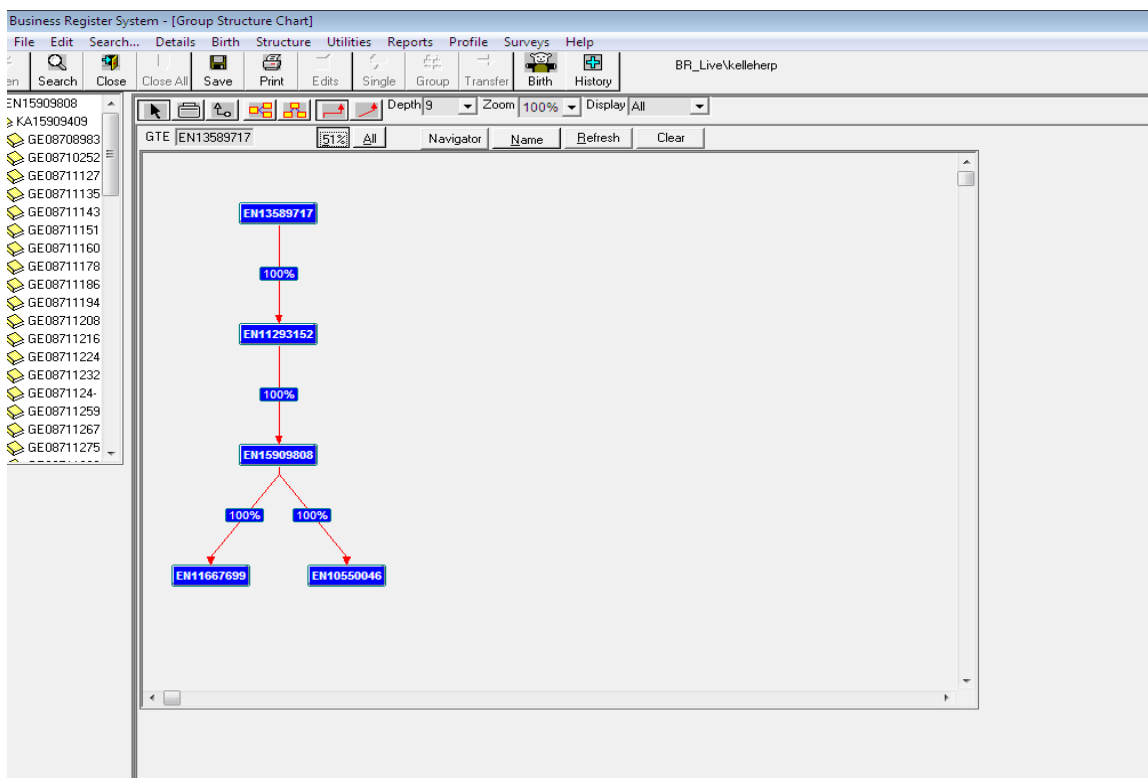 Business Register System - [Group Structure Chart]
File Edit Search... Details Birth Structure Utilities Reports Profile Surveys Help
Search Close Close All Save Print Edits Single Group Transfer Birth History
BR_Live\kelleherp
EN15909808
KA15909409
GE08708983
GE08710252
GE08711127
GE08711135
GE08711143
GE08711151
GE08711160
GE08711178
GE08711186
GE08711194
GE08711208
GE08711216
GE08711224
GE08711232
GE0871124-
GE08711259
GE08711267
GE08711275
Depth 9 Zoom 100% Display All
GTE EN13589717 51% All Navigator Name Refresh Clear
EN13589717
100%
EN11293152
100%
EN15909808
100% 100%
EN11667699 EN10550046